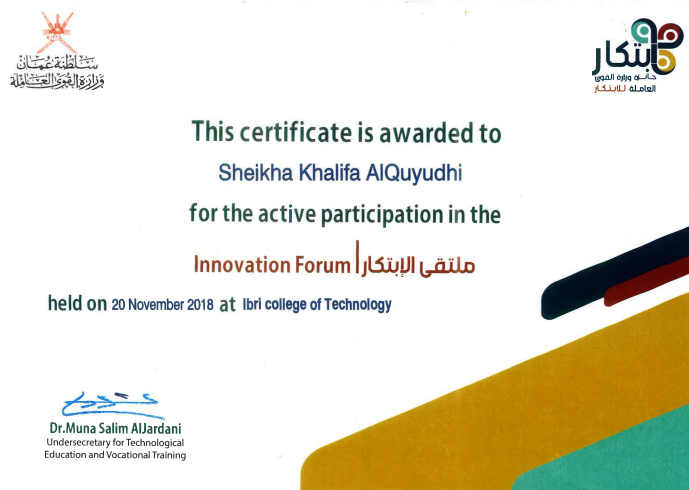 سلطنة عمان
وزارة القوى العاملة
ابتكار
جائزة وزارة القوى
العاملة للابتكار
This certificate is awarded to
Sheikha Khalifa AlQuyudhi
for the active participation in the
Innovation Forum | ملتقى الإبتكار
held on 20 November 2018 at Ibri college of Technology
Dr.Muna Salim AlJardani
Undersecretary for Technological
Education and Vocational Training